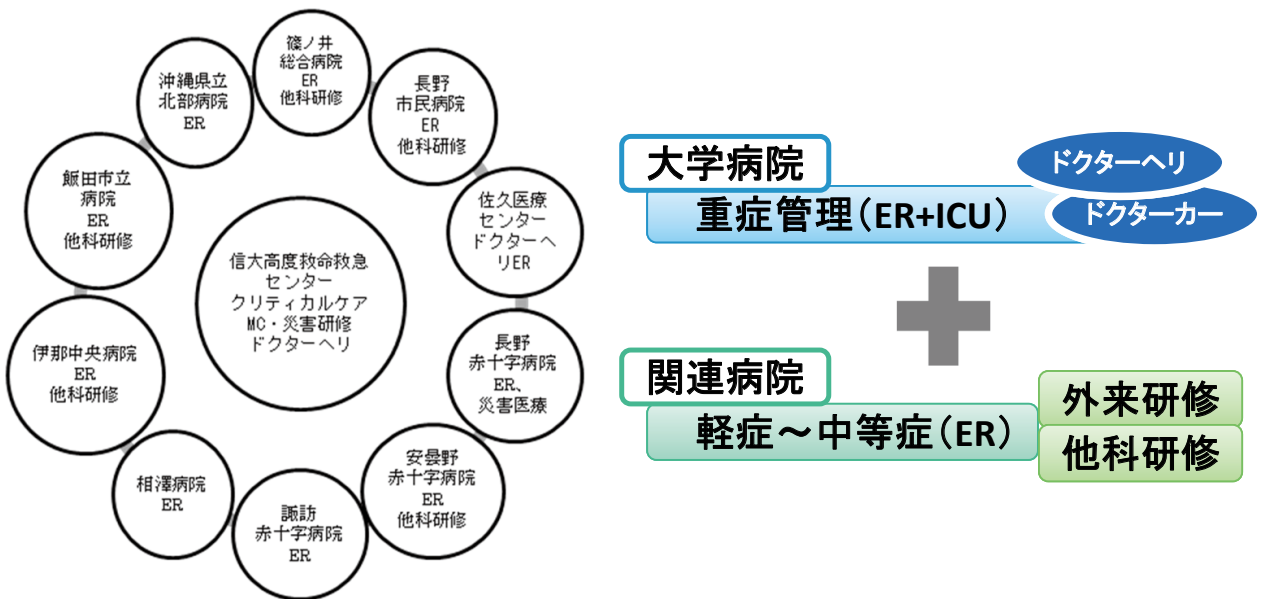 篠ノ井
総合病院
ER
他科研修
長野
市民病院
ER
他科研修
佐久医療
センター
ドクターヘ
リER
長野
赤十字病院
ER、
災害医療
安曇野
赤十字病院
ER
他科研修
諏訪
赤十字病院
ER
相澤病院
ER
伊那中央病院
ER
他科研修
飯田市立
病院
ER
他科研修
沖縄県立
北部病院
ER
信大高度救命救急
センター
クリティカルケア
MC・災害研修
ドクターヘリ
大学病院
重症管理(ER+ICU)
ドクターヘリ
ドクターカー
関連病院
軽症～中等症(ER)
外来研修
他科研修